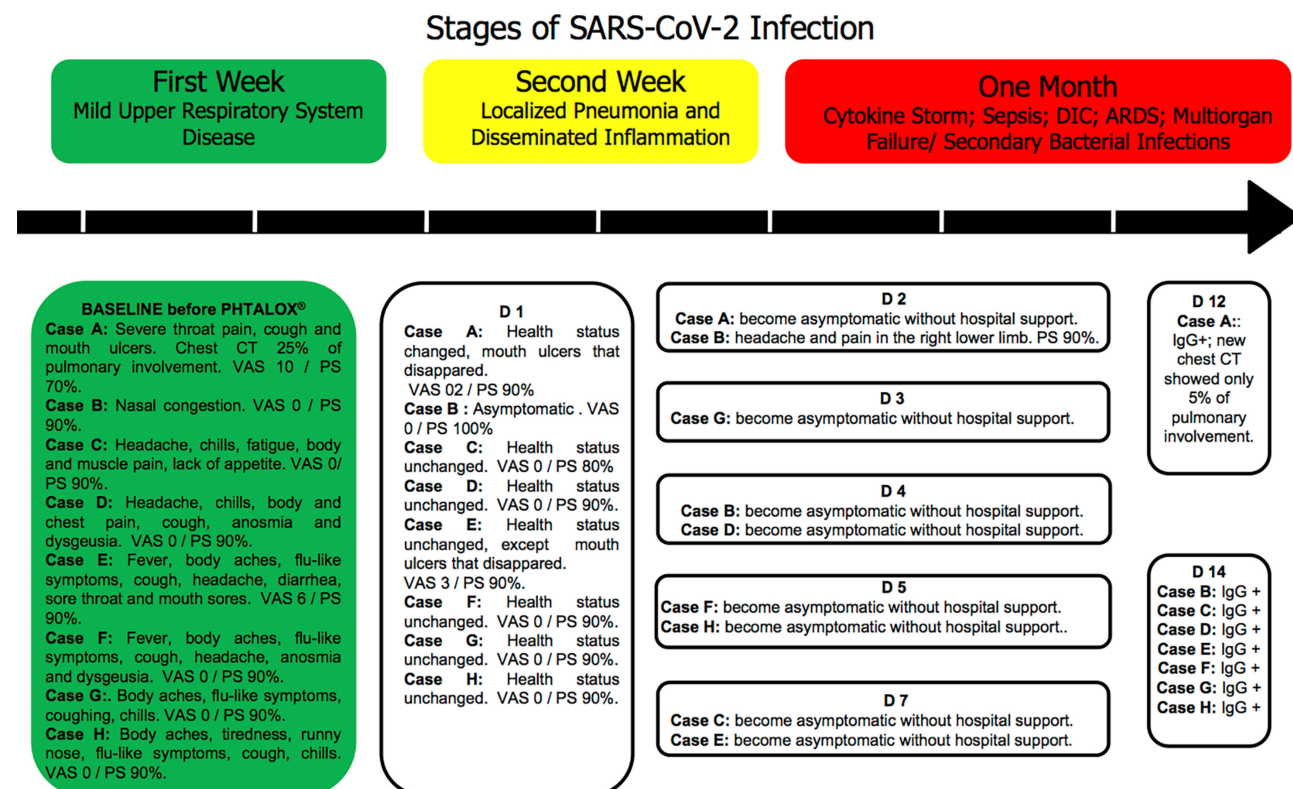 Stages of SARS-CoV-2 Infection
First Week
Mild Upper Respiratory System
Disease
Second Week
Localized Pneumonia and
Disseminated Inflammation
One Month
Cytokine Storm; Sepsis; DIC; ARDS; Multiorgan
Failure/ Secondary Bacterial Infections
BASELINE before PHTALOX®
Case A: Severe throat pain, cough and
mouth ulcers. Chest CT 25% of
pulmonary involvement. VAS 10 / PS
70%.
Case B: Nasal congestion. VAS 0 / PS
90%.
Case C: Headache, chills, fatigue, body
and muscle pain, lack of appetite. VAS 0/
PS 90%.
Case D: Headache, chills, body and
chest pain, cough, anosmia and
dysgeusia. VAS 0 / PS 90%.
Case E: Fever, body aches, flu-like
symptoms, cough, headache, diarrhea,
sore throat and mouth sores. VAS 6 / PS
90%.
Case F: Fever, body aches, flu-like
symptoms, cough, headache, anosmia
and dysgeusia. VAS 0 / PS 90%.
Case G:. Body aches, flu-like symptoms,
coughing, chills. VAS 0 / PS 90%.
Case H: Body aches, tiredness, runny
nose, flu-like symptoms, cough, chills.
VAS 0 / PS 90%.
D 1
Case A: Health status
changed, mouth ulcers that
disappared.
VAS 02 / PS 90%
Case B : Asymptomatic . VAS
0 / PS 100%
Case C: Health status
unchanged. VAS 0 / PS 80%
Case D: Health status
unchanged. VAS 0 / PS 90%.
Case E: Health status
unchanged, except mouth
ulcers that disappared.
VAS 3 / PS 90%.
Case F: Health status
unchanged. VAS 0 / PS 90%.
Case G: Health status
unchanged. VAS 0 / PS 90%.
Case H: Health status
unchanged. VAS 0 / PS 90%.
D 2
Case A: become asymptomatic without hospital support.
Case B: headache and pain in the right lower limb. PS 90%.
D 3
Case G: become asymptomatic without hospital support.
D 4
Case B: become asymptomatic without hospital support.
Case D: become asymptomatic without hospital support.
D 5
Case F: become asymptomatic without hospital support.
Case H: become asymptomatic without hospital support..
D 7
Case C: become asymptomatic without hospital support.
Case E: become asymptomatic without hospital support.
D 12
Case A::
IgG+; new
chest CT
showed only
5% of
pulmonary
involvement.
D 14
Case B: IgG +
Case C: IgG +
Case D: IgG +
Case E: IgG +
Case F: IgG +
Case G: IgG +
Case H: IgG +